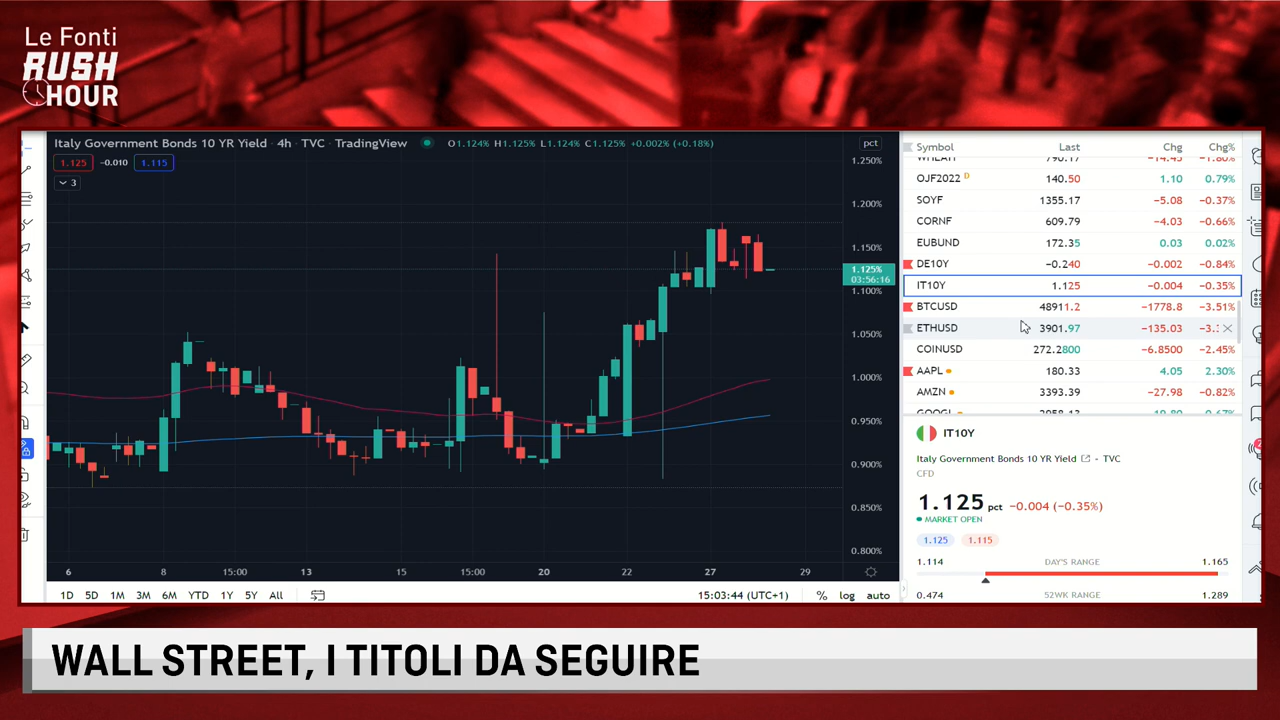 Le Fonti
RUSH
HOUR
Italy Government Bonds 10 YR Yield · 4h · TVC · TradingView O1.124% H1.125% L1.124% C1.125% +0.002% (+0.18%)
1.125 -0.010 1.115
3
pct
1.250%
1.200%
1.150%
1.125%
03:56:16
1.100%
1.050%
1.000%
0.950%
0.900%
0.850%
0.800%
6 8 15:00 13 15 15:00 20 22 27 29
1D 5D 1M 3M 6M YTD 1Y 5Y All 15:03:44 (UTC+1) % log auto
Symbol Last Chg Chg%
WHEAT 790.17 −14.45 −1.80%
OJF2022 D 140.50 1.10 0.79%
SOYF 1355.17 −5.08 −0.37%
CORNF 609.79 −4.03 −0.66%
EUBUND 172.35 0.03 0.02%
DE10Y −0.240 −0.002 −0.84%
IT10Y 1.125 −0.004 −0.35%
BTCUSD 48911.2 −1778.8 −3.51%
ETHUSD 3901.97 −135.03 −3.
COINUSD 272.2800 −6.8500 −2.45%
AAPL 180.33 4.05 2.30%
AMZN 3393.39 −27.98 −0.82%
GOOGL
IT10Y
Italy Government Bonds 10 YR Yield - TVC
CFD
1.125 pct −0.004 (−0.35%)
MARKET OPEN
1.125 1.115
1.114 DAY'S RANGE 1.165
0.474 52WK RANGE 1.289
WALL STREET, I TITOLI DA SEGUIRE